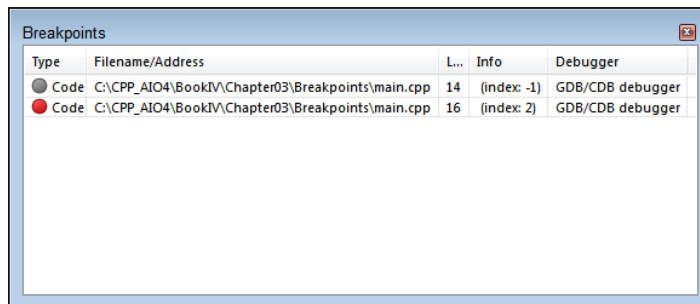 Breakpoints
Type Filename/Address L... Info Debugger
Code C:\CPP_AIO4\BookIV\Chapter03\Breakpoints\main.cpp 14 (index: -1) GDB/CDB debugger
Code C:\CPP_AIO4\BookIV\Chapter03\Breakpoints\main.cpp 16 (index: 2) GDB/CDB debugger